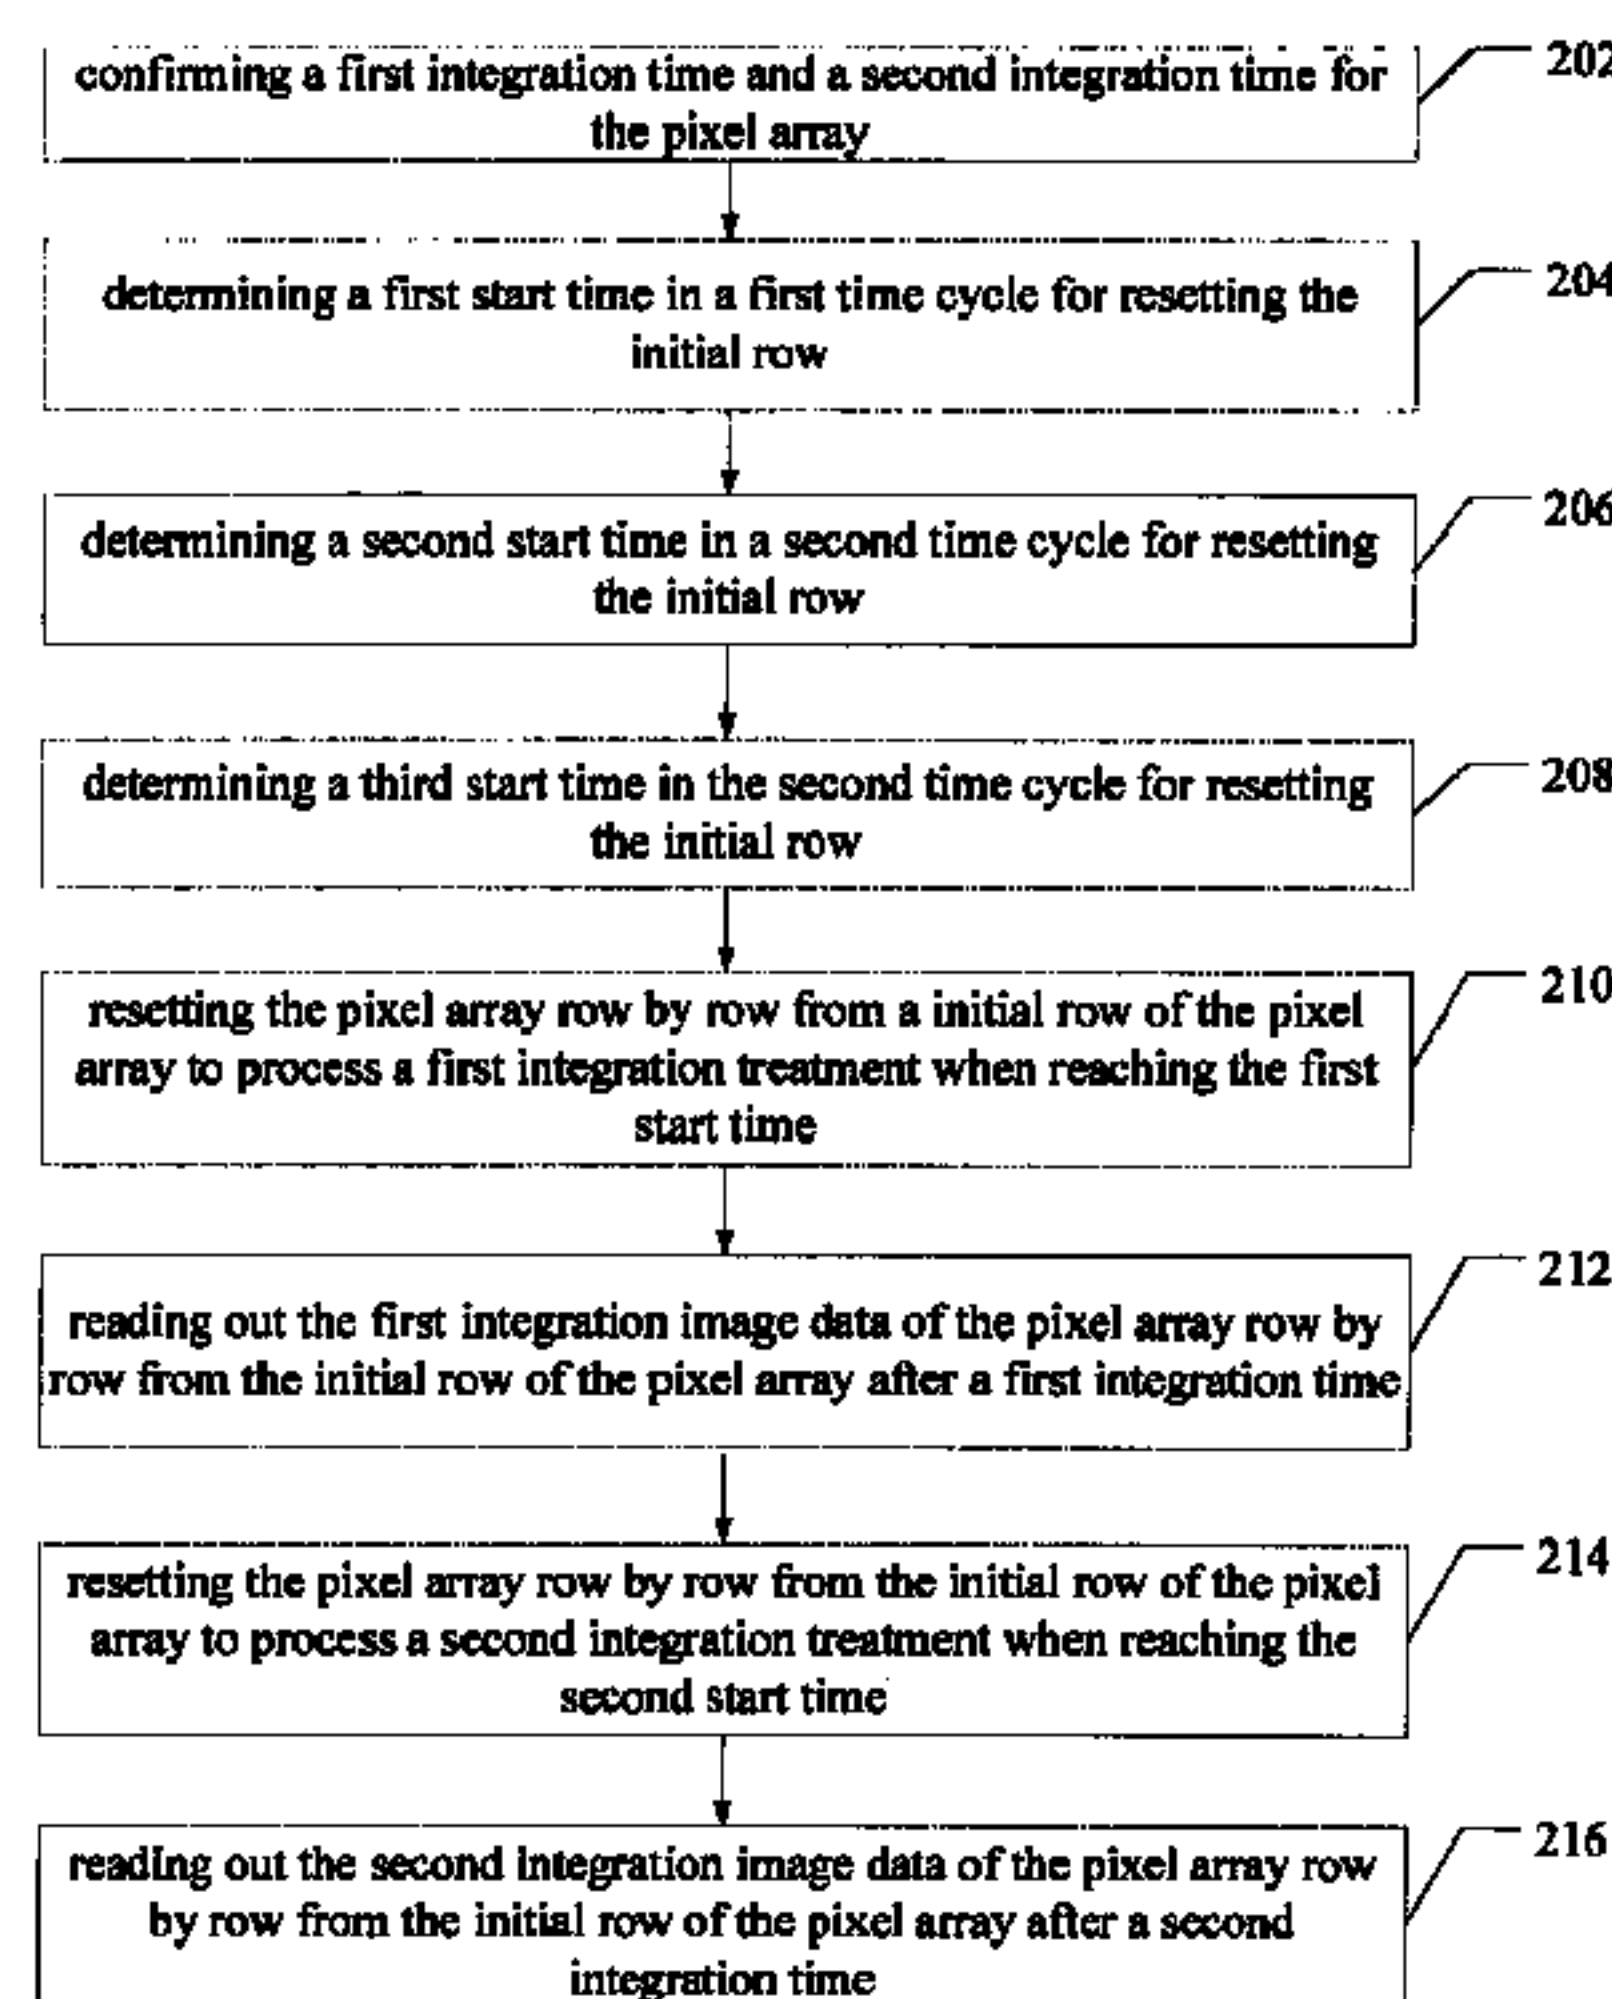 confirming a first integration time and a second integration time for
the pixel array
202
determining a first start time in a first time cycle for resetting the
initial row
204
determining a second start time in a second time cycle for resetting
the initial row
206
determining a third start time in the second time cycle for resetting
the initial row
208
resetting the pixel array row by row from a initial row of the pixel
array to process a first integration treatment when reaching the first
start time
210
reading out the first integration image data of the pixel array row by
row from the initial row of the pixel array after a first integration time
212
resetting the pixel array row by row from the initial row of the pixel
array to process a second integration treatment when reaching the
second start time
214
reading out the second integration image data of the pixel array row
by row from the initial row of the pixel array after a second
integration time
216